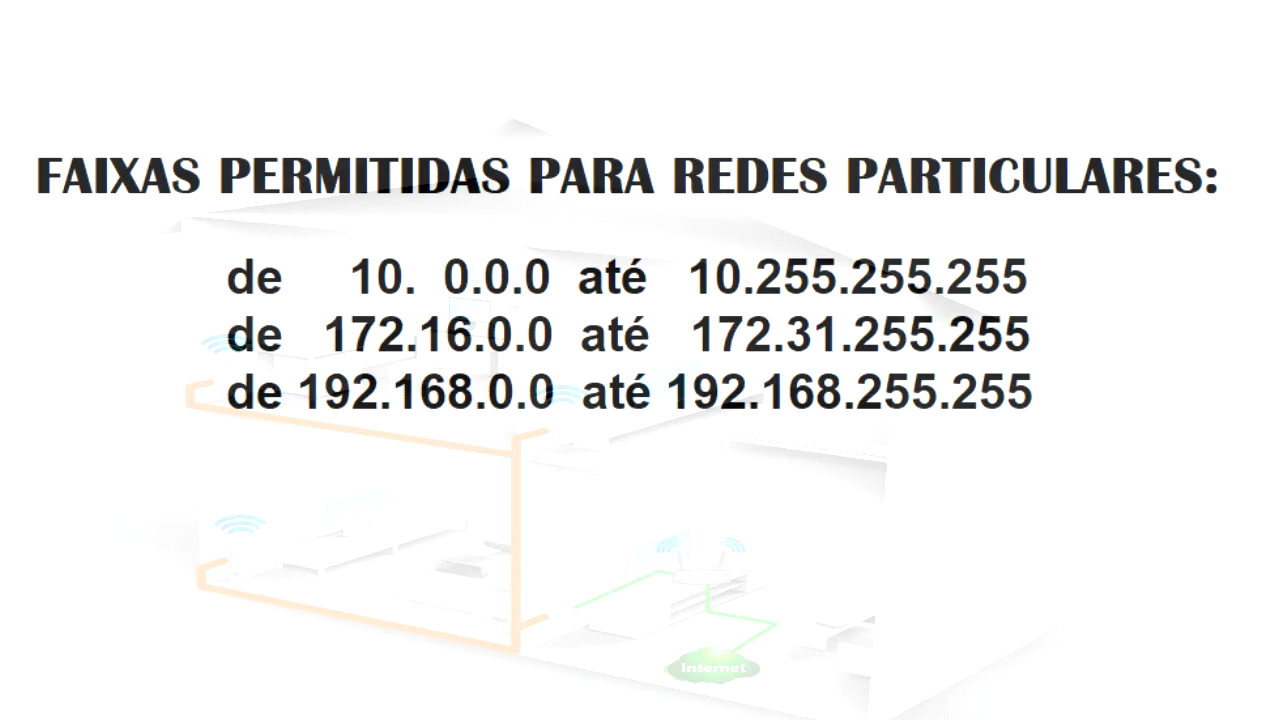 FAIXAS PERMITIDAS PARA REDES PARTICULARES:
de 10. 0.0.0 até 10.255.255.255
de 172.16.0.0 até 172.31.255.255
de 192.168.0.0 até 192.168.255.255
Internet